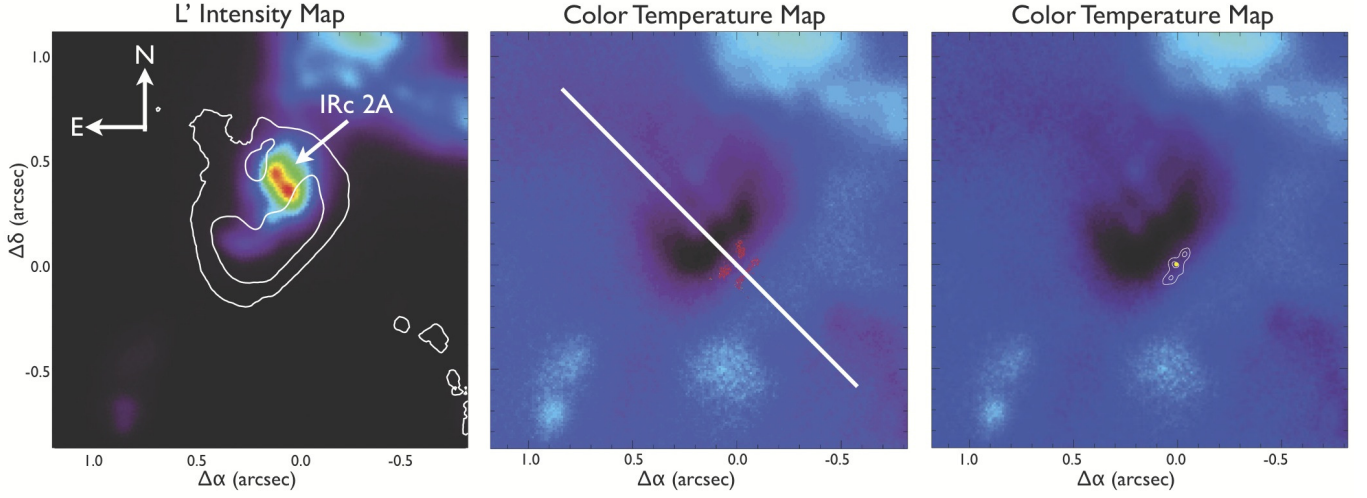 L' Intensity Map
Color Temperature Map
Color Temperature Map
N
E
IRc 2A
1.0
0.5
0.0
-0.5
Δδ (arcsec)
1.0
0.5
0.0
-0.5
1.0
0.5
0.0
-0.5
1.0
0.5
0.0
-0.5
Δα (arcsec)
Δα (arcsec)
Δα (arcsec)